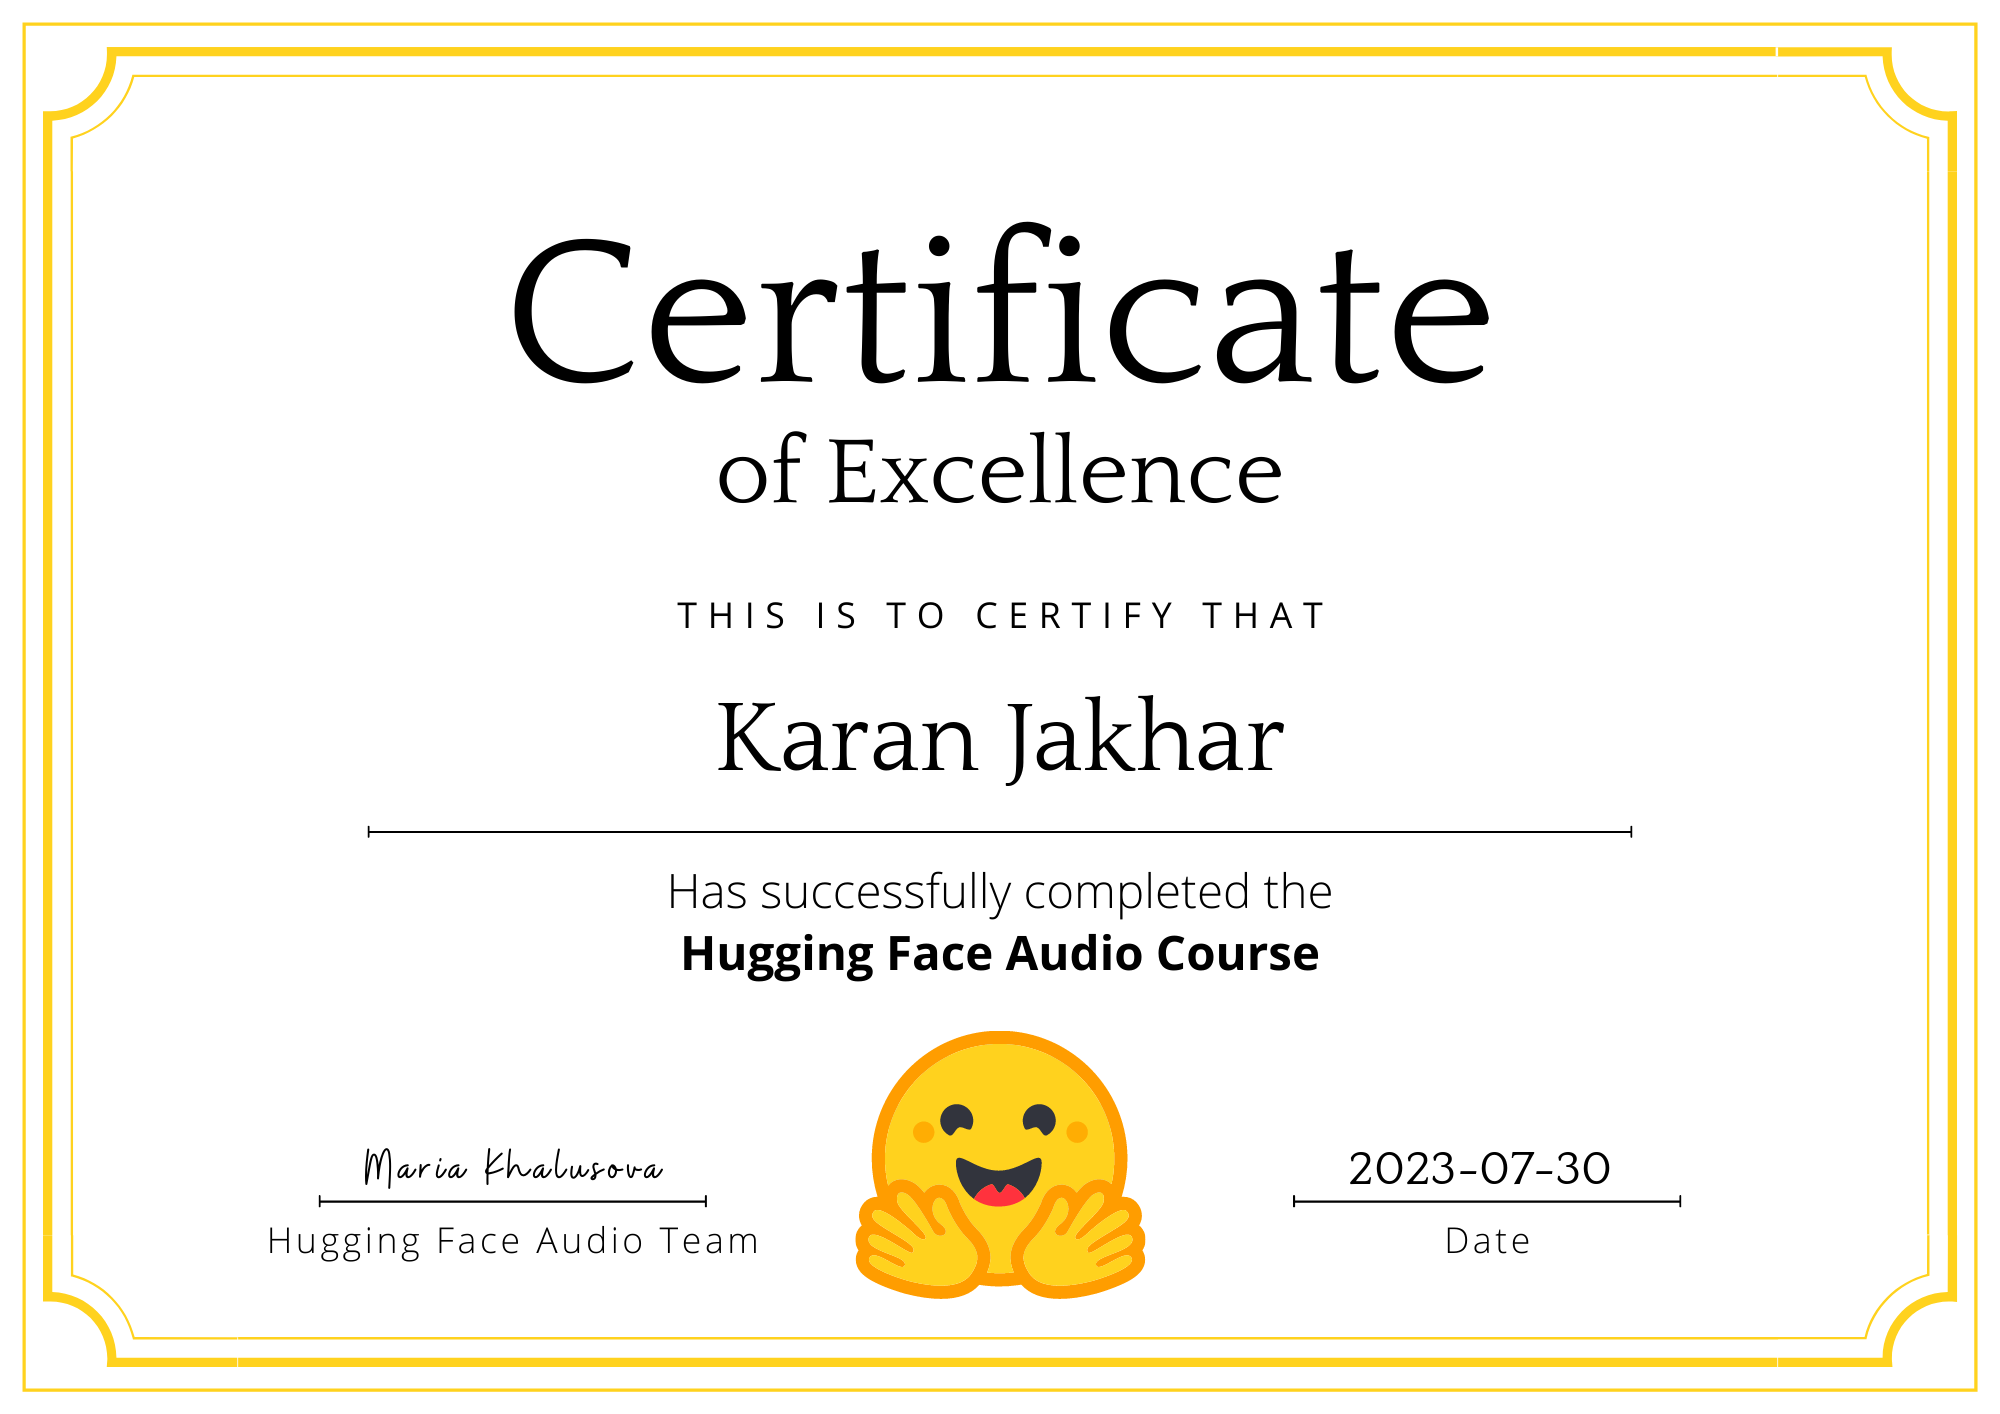 Certificate
of Excellence
THIS IS TO CERTIFY THAT
Karan Jakhar
Has successfully completed the
Hugging Face Audio Course
Maria Khalusova
Hugging Face Audio Team
2023-07-30
Date